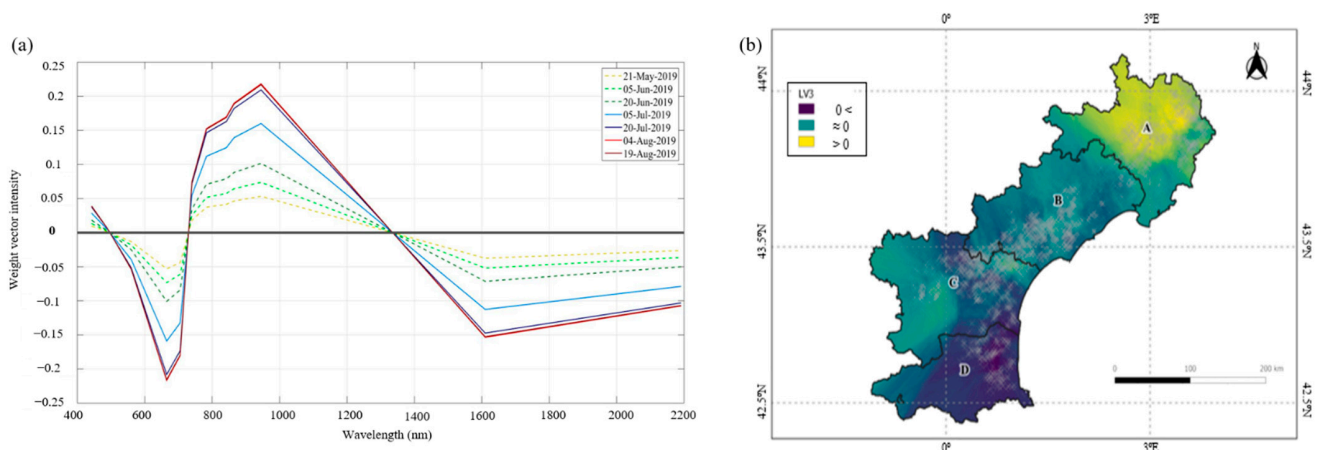 (a)
0.25
0.2
0.15
0.1
0.05
0
−0.05
−0.1
−0.15
−0.2
−0.25
Weight vector intensity
400
600
800
1000
1200
1400
1600
1800
2000
2200
Wavelength (nm)
21-May-2019
05-Jun-2019
20-Jun-2019
05-Jul-2019
20-Jul-2019
04-Aug-2019
19-Aug-2019
(b)
0°
3°E
N
44°N
44°N
LV3
0 <
≈ 0
> 0
A
B
43.5°N
43.5°N
C
D
0
100
200 km
42.5°N
42.5°N
0°
3°E